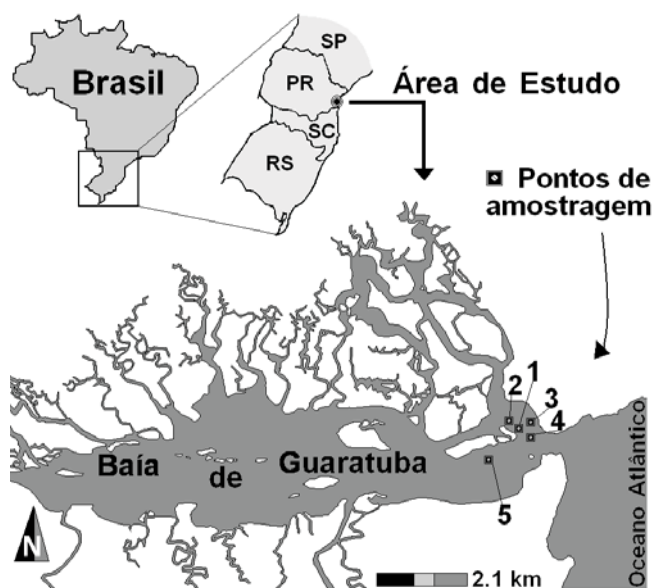 SP
Brasil
PR
Área de Estudo
SC
RS
Pontos de
amostragem
1
2
3
4
Baía de Guaratuba
5
Oceano Atlântico
N
2.1 km